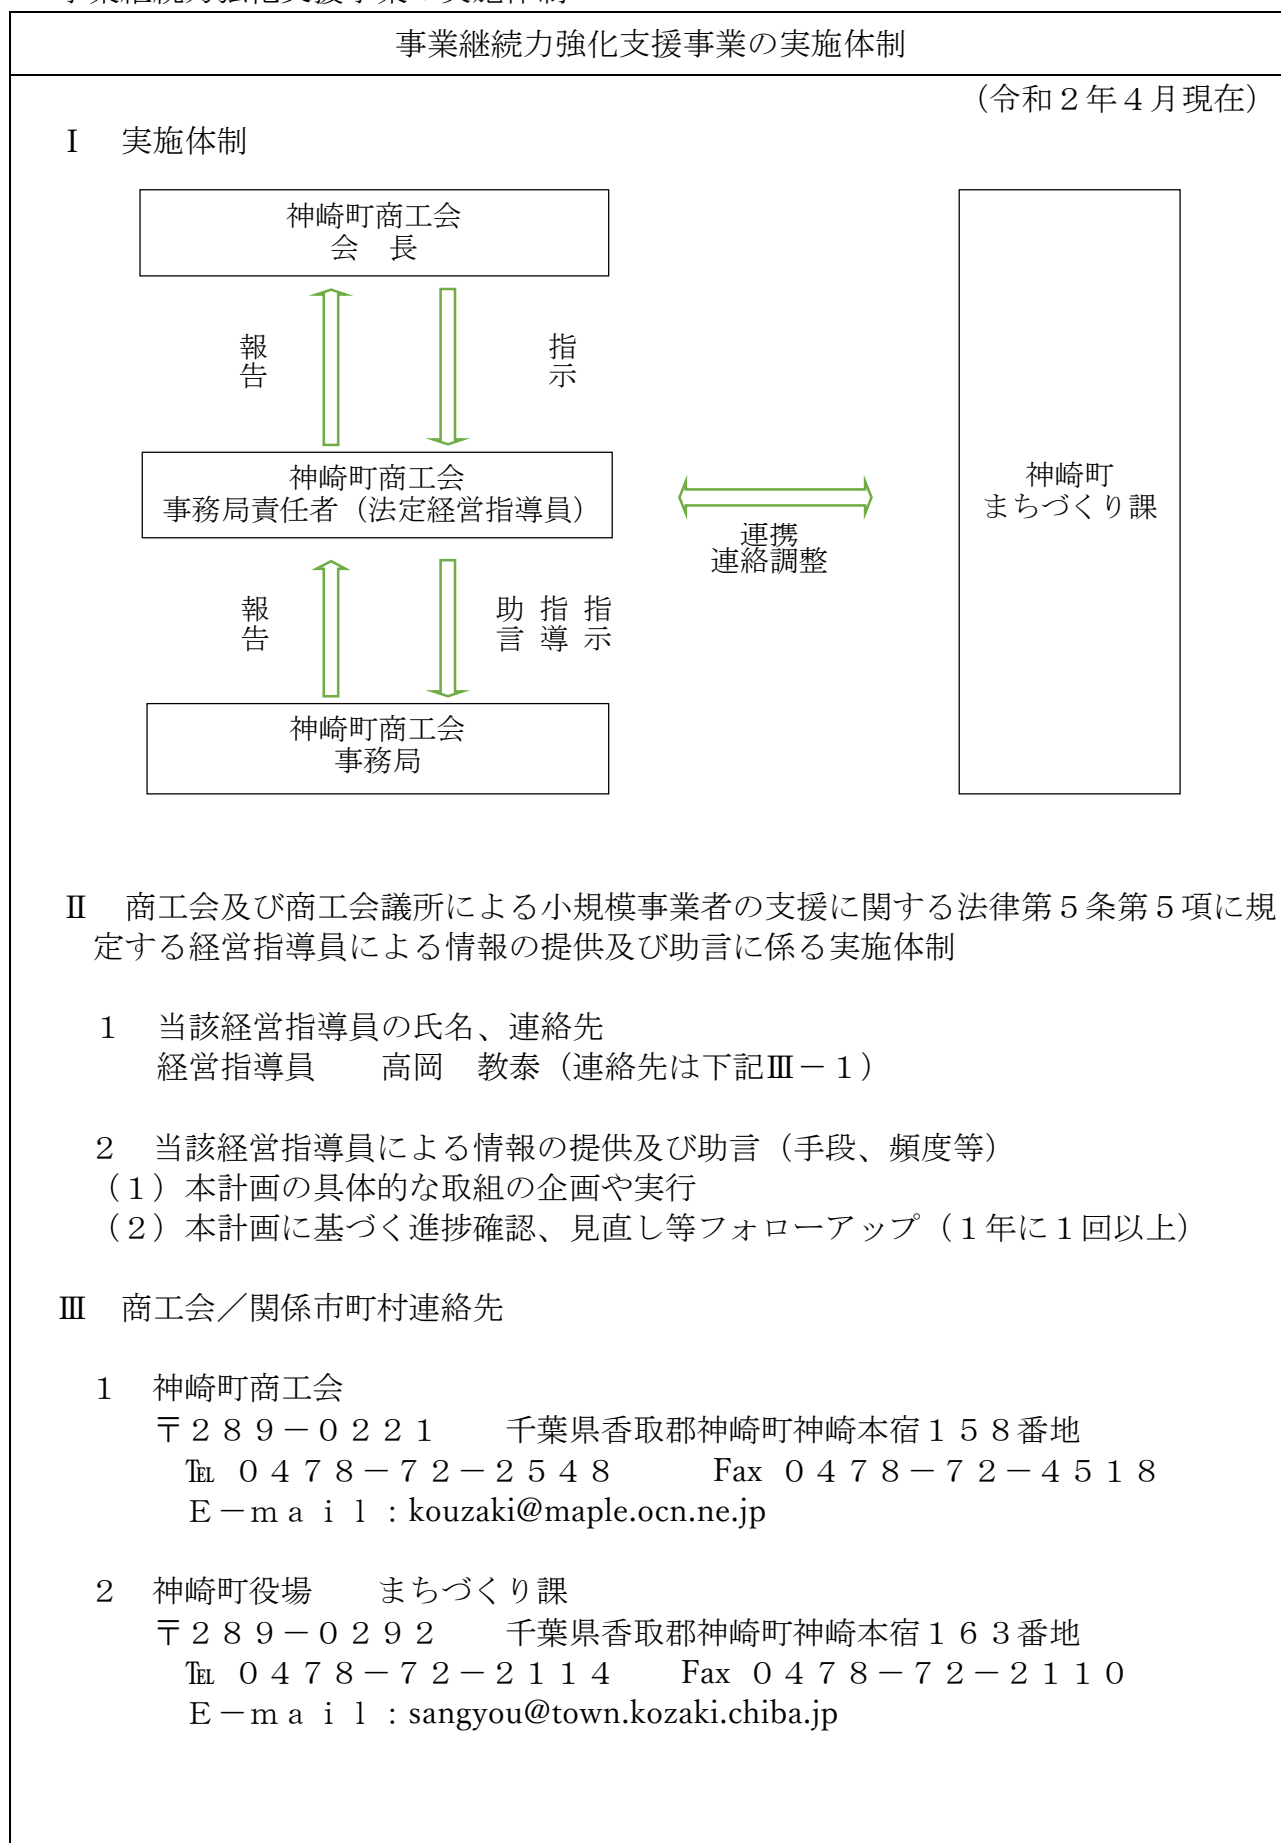 事業継続力強化支援事業の実施体制
（令和２年４月現在）
Ⅰ　実施体制
神崎町商工会
会　長
報告
指示
神崎町商工会
事務局責任者（法定経営指導員）
連携
連絡調整
神崎町
まちづくり課
報告
助言
指導
指示
神崎町商工会
事務局
Ⅱ　商工会及び商工会議所による小規模事業者の支援に関する法律第５条第５項に規
定する経営指導員による情報の提供及び助言に係る実施体制
１　当該経営指導員の氏名、連絡先
経営指導員　　高岡　教泰（連絡先は下記Ⅲ－１）
２　当該経営指導員による情報の提供及び助言（手段、頻度等）
（１）本計画の具体的な取組の企画や実行
（２）本計画に基づく進捗確認、見直し等フォローアップ（１年に１回以上）
Ⅲ　商工会／関係市町村連絡先
１　神崎町商工会
〒２８９－０２２１　　千葉県香取郡神崎町神崎本宿１５８番地
℡ ０４７８－７２－２５４８　　　Fax ０４７８－７２－４５１８
Ｅ－ｍａｉｌ：kouzaki@maple.ocn.ne.jp
２　神崎町役場　　まちづくり課
〒２８９－０２９２　　千葉県香取郡神崎町神崎本宿１６３番地
℡ ０４７８－７２－２１１４　　Fax ０４７８－７２－２１１０
Ｅ－ｍａｉｌ：sangyou@town.kozaki.chiba.jp